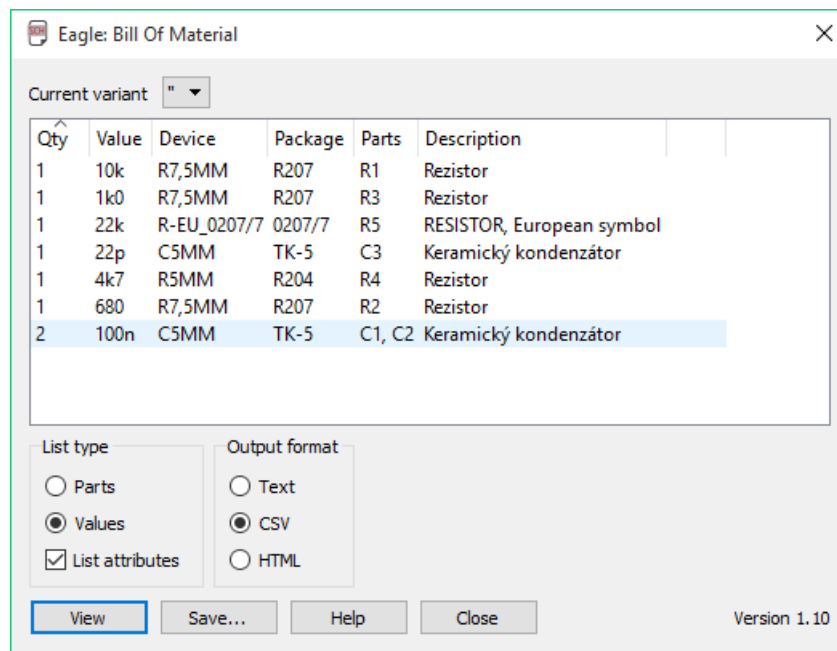 Eagle: Bill Of Material
Current variant "
Qty Value Device Package Parts Description
1 10k R7,5MM R207 R1 Rezistor
1 1k0 R7,5MM R207 R3 Rezistor
1 22k R-EU_0207/7 0207/7 R5 RESISTOR, European symbol
1 22p C5MM TK-5 C3 Keramický kondenzátor
1 4k7 R5MM R204 R4 Rezistor
1 680 R7,5MM R207 R2 Rezistor
2 100n C5MM TK-5 C1, C2 Keramický kondenzátor
List type Output format
Parts Text
Values CSV
List attributes HTML
View Save... Help Close Version 1.10